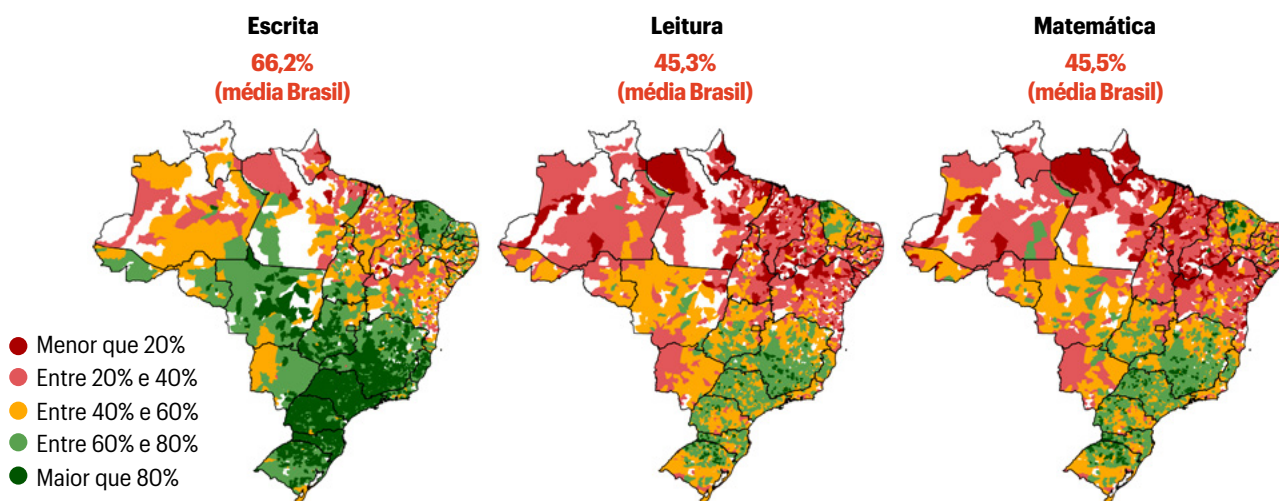 Escrita
66,2%
(média Brasil)
Leitura
45,3%
(média Brasil)
Matemática
45,5%
(média Brasil)
Menor que 20%
Entre 20% e 40%
Entre 40% e 60%
Entre 60% e 80%
Maior que 80%